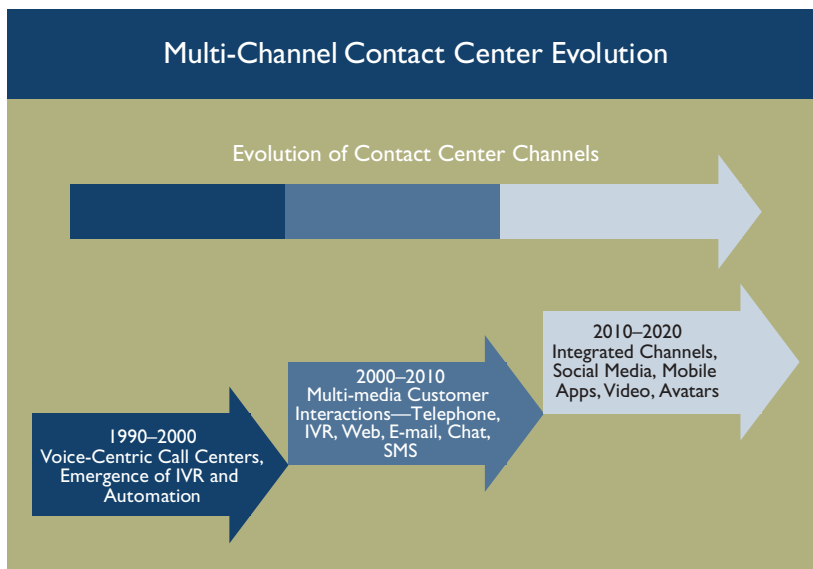 Multi-Channel Contact Center Evolution
Evolution of Contact Center Channels
1990–2000
Voice-Centric Call Centers,
Emergence of IVR and
Automation
2000–2010
Multi-media Customer
Interactions—Telephone,
IVR, Web, E-mail, Chat,
SMS
2010–2020
Integrated Channels,
Social Media, Mobile
Apps, Video, Avatars